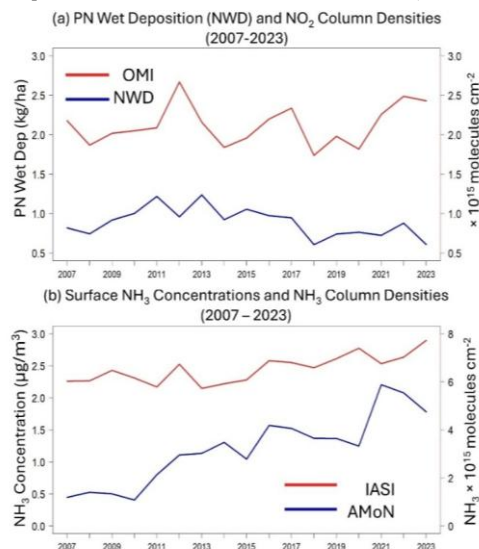 (a) PN Wet Deposition (NWD) and NO₂ Column Densities
(2007-2023)
3.0
2.5
2.0
1.5
1.0
0.5
PN Wet Dep (kg/ha)
OMI
NWD
3.0
2.5
2.0
1.5
1.0
0.5
× 10¹⁵ molecules cm⁻²
2007 2009 2011 2013 2015 2017 2019 2021 2023
(b) Surface NH₃ Concentrations and NH₃ Column Densities
(2007 – 2023)
3.0
2.5
2.0
1.5
1.0
0.5
0.0
NH₃ Concentration (µg/m³)
IASI
AMoN
8
6
4
2
0
NH₃ × 10¹⁵ molecules cm⁻²
2007 2009 2011 2013 2015 2017 2019 2021 2023